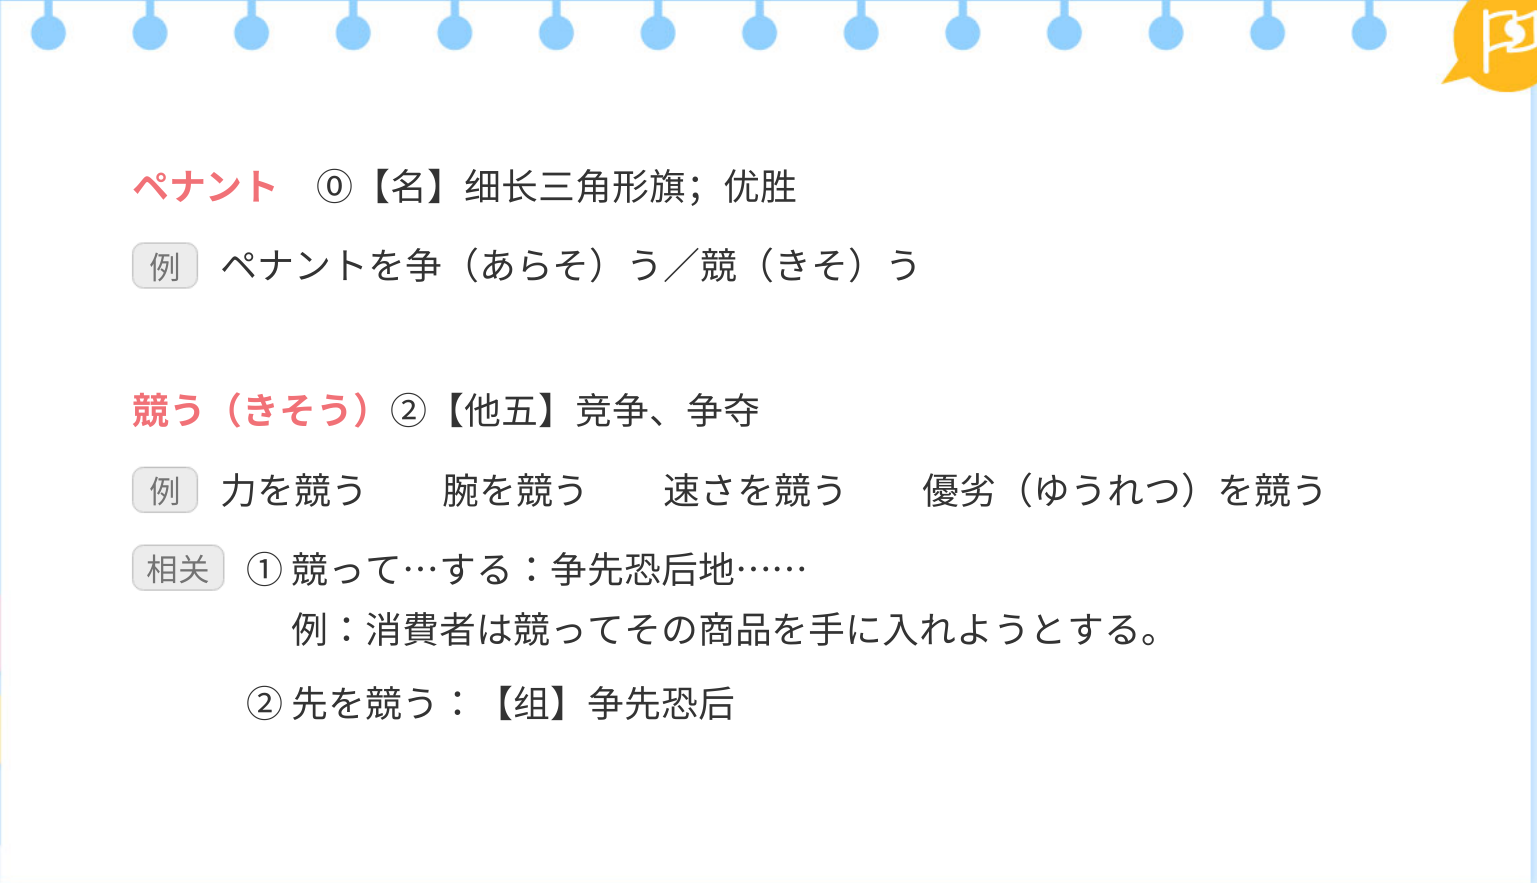 ペナント　⓪【名】细长三角形旗；优胜
例 ペナントを争（あらそ）う／競（きそ）う
競う（きそう）②【他五】竞争、争夺
例 力を競う　　腕を競う　　速さを競う　　優劣（ゆうれつ）を競う
相关 ① 競って…する：争先恐后地……
例：消費者は競ってその商品を手に入れようとする。
② 先を競う：【组】争先恐后